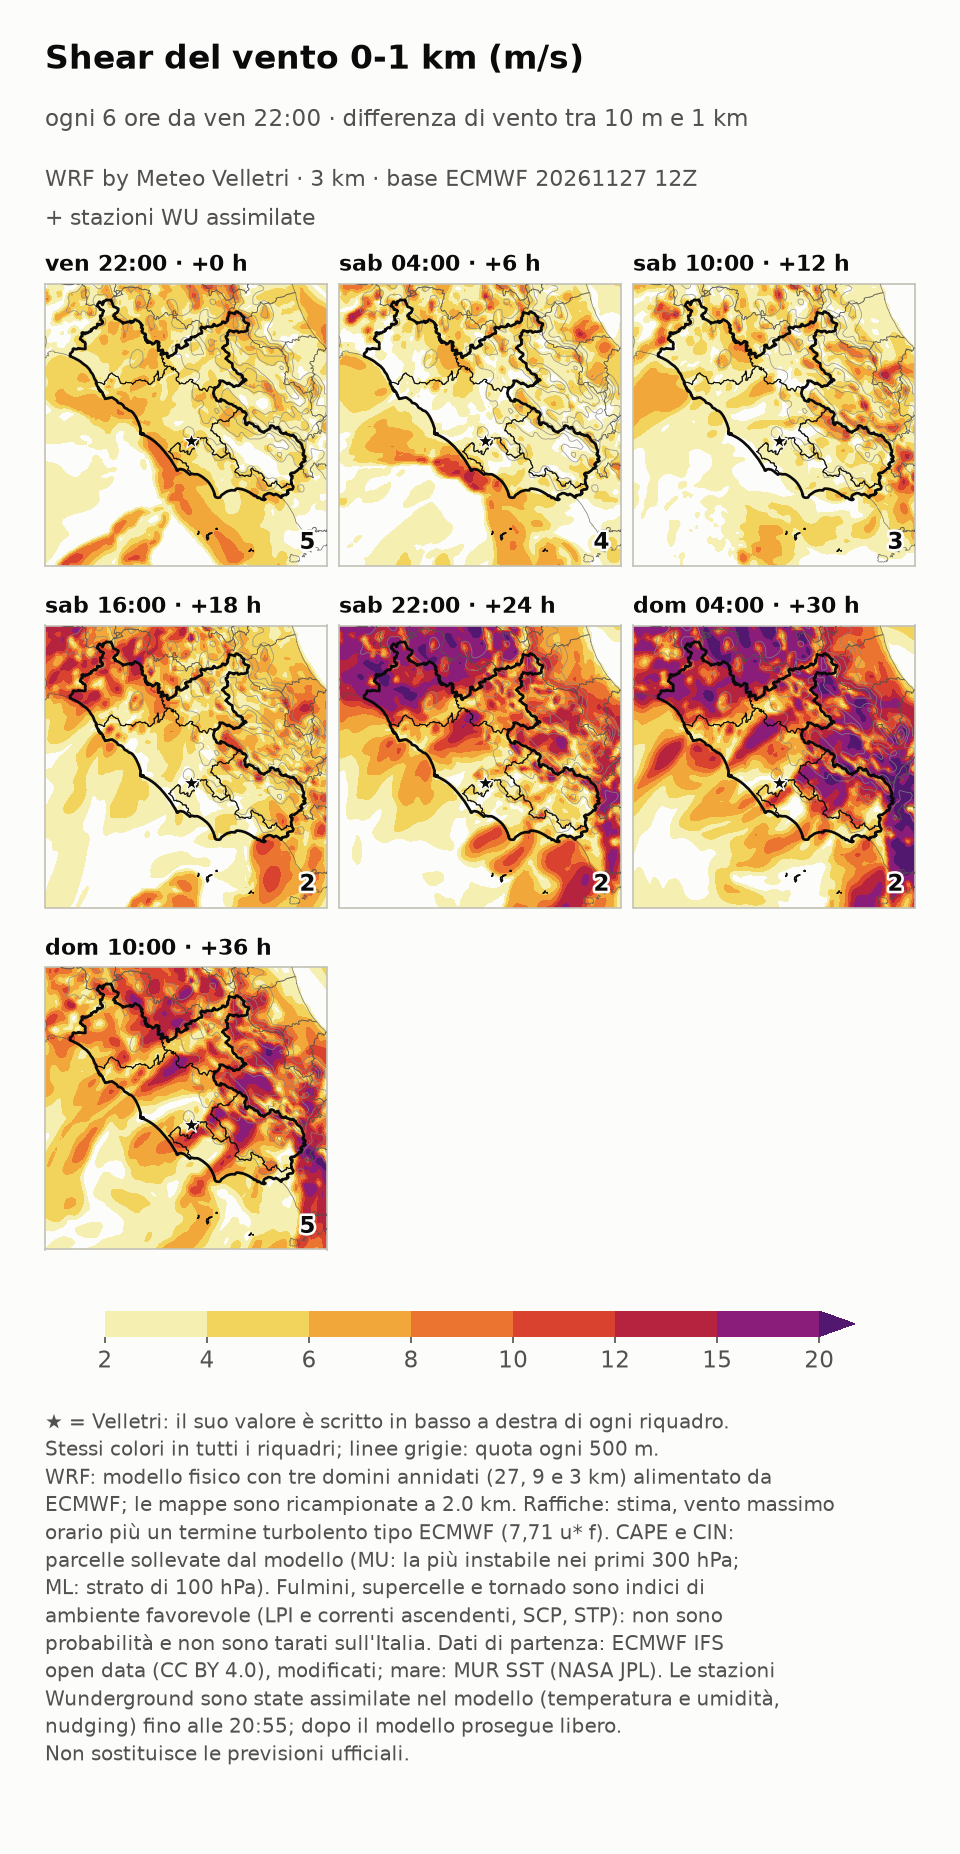 Shear del vento 0-1 km (m/s)
ogni 6 ore da ven 22:00 · differenza di vento tra 10 m e 1 km
WRF by Meteo Velletri · 3 km · base ECMWF 20261127 12Z
+ stazioni WU assimilate
ven 22:00 · +0 h
sab 04:00 · +6 h
sab 10:00 · +12 h
5
4
3
sab 16:00 · +18 h
sab 22:00 · +24 h
dom 04:00 · +30 h
2
2
2
dom 10:00 · +36 h
5
2 4 6 8 10 12 15 20
★ = Velletri: il suo valore è scritto in basso a destra di ogni riquadro.
Stessi colori in tutti i riquadri; linee grigie: quota ogni 500 m.
WRF: modello fisico con tre domini annidati (27, 9 e 3 km) alimentato da
ECMWF; le mappe sono ricampionate a 2.0 km. Raffiche: stima, vento massimo
orario più un termine turbolento tipo ECMWF (7,71 u* f). CAPE e CIN:
parcelle sollevate dal modello (MU: la più instabile nei primi 300 hPa;
ML: strato di 100 hPa). Fulmini, supercelle e tornado sono indici di
ambiente favorevole (LPI e correnti ascendenti, SCP, STP): non sono
probabilità e non sono tarati sull'Italia. Dati di partenza: ECMWF IFS
open data (CC BY 4.0), modificati; mare: MUR SST (NASA JPL). Le stazioni
Wunderground sono state assimilate nel modello (temperatura e umidità,
nudging) fino alle 20:55; dopo il modello prosegue libero.
Non sostituisce le previsioni ufficiali.